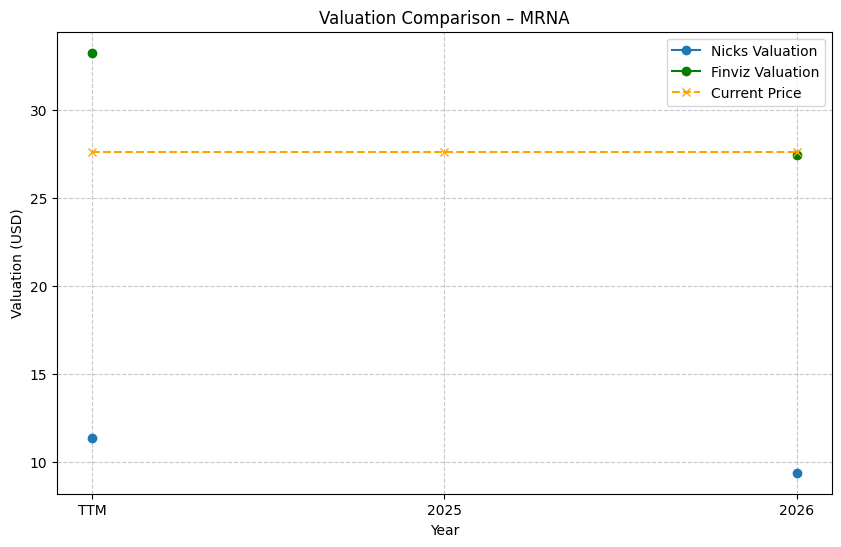 Valuation Comparison – MRNA
Nicks Valuation
Finviz Valuation
Current Price
Valuation (USD)
30
25
20
15
10
TTM
2025
2026
Year